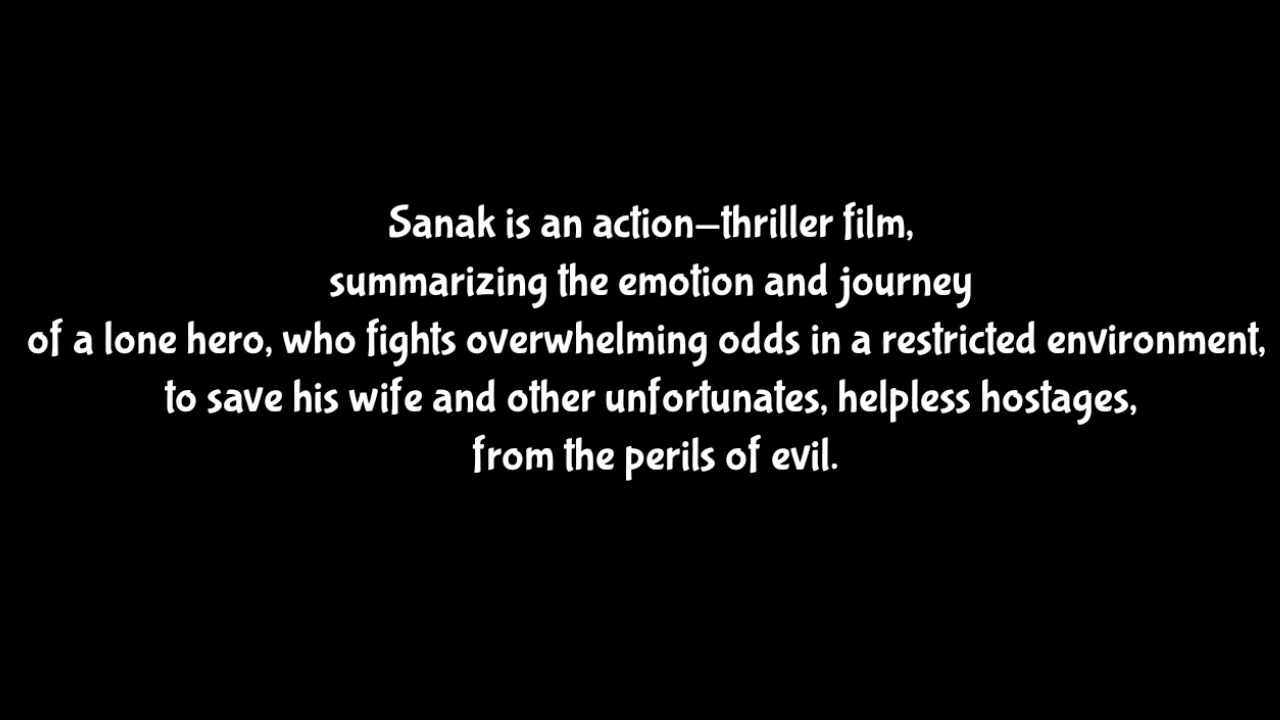 Sanak is an action–thriller film,
summarizing the emotion and journey
of a lone hero, who fights overwhelming odds in a restricted environment,
to save his wife and other unfortunates, helpless hostages,
from the perils of evil.